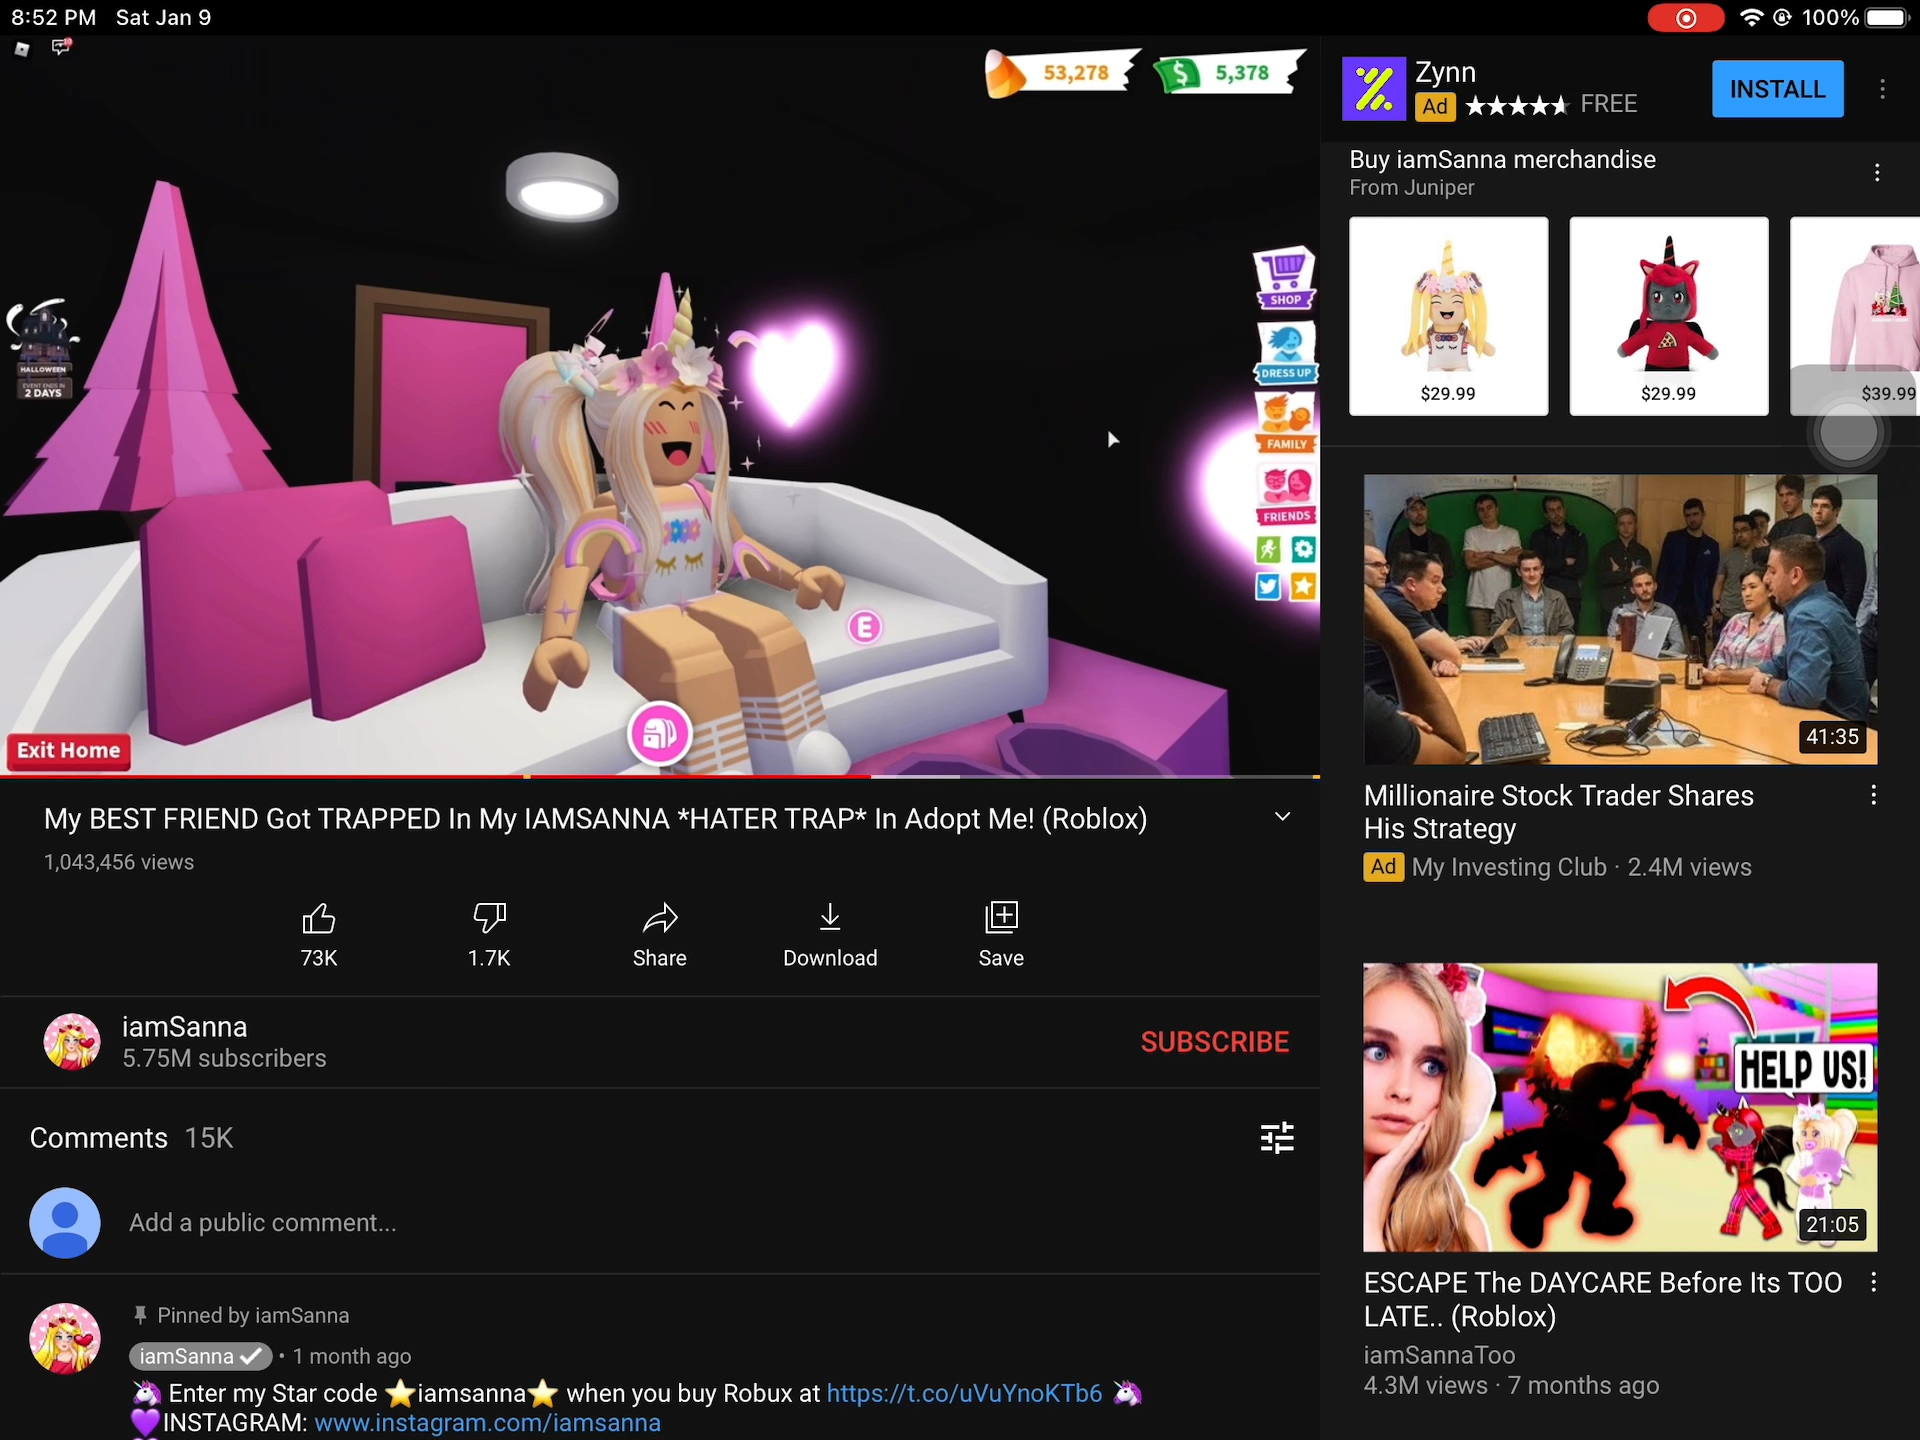 8:52 PM Sat Jan 9
100%
53,278
5,378
HALLOWEEN
EVENT ENDS IN
2 DAYS
SHOP
DRESS UP
FAMILY
FRIENDS
E
Exit Home
My BEST FRIEND Got TRAPPED In My IAMSANNA *HATER TRAP* In Adopt Me! (Roblox)
1,043,456 views
73K
1.7K
Share
Download
Save
iamSanna
5.75M subscribers
SUBSCRIBE
Comments 15K
Add a public comment...
Pinned by iamSanna
iamSanna • 1 month ago
🦄 Enter my Star code ⭐iamsanna⭐ when you buy Robux at https://t.co/uVuYnoKTb6 🦄
💜INSTAGRAM: www.instagram.com/iamsanna
Zynn
Ad FREE
INSTALL
Buy iamSanna merchandise
From Juniper
$29.99
$29.99
$39.99
41:35
Millionaire Stock Trader Shares
His Strategy
Ad My Investing Club · 2.4M views
HELP US!
21:05
ESCAPE The DAYCARE Before Its TOO
LATE.. (Roblox)
iamSannaToo
4.3M views · 7 months ago